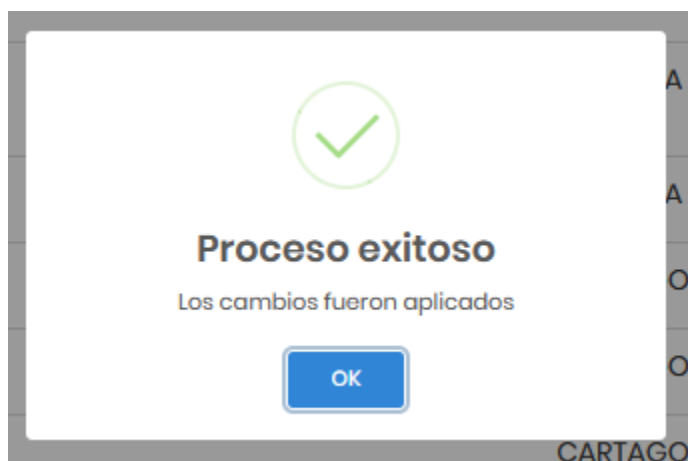 A
A
Proceso exitoso
O
Los cambios fueron aplicados
O
OK
CARTAGO